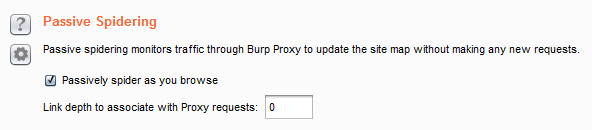 Passive Spidering
Passive spidering monitors traffic through Burp Proxy to update the site map without making any new requests.
Passively spider as you browse
Link depth to associate with Proxy requests: 0